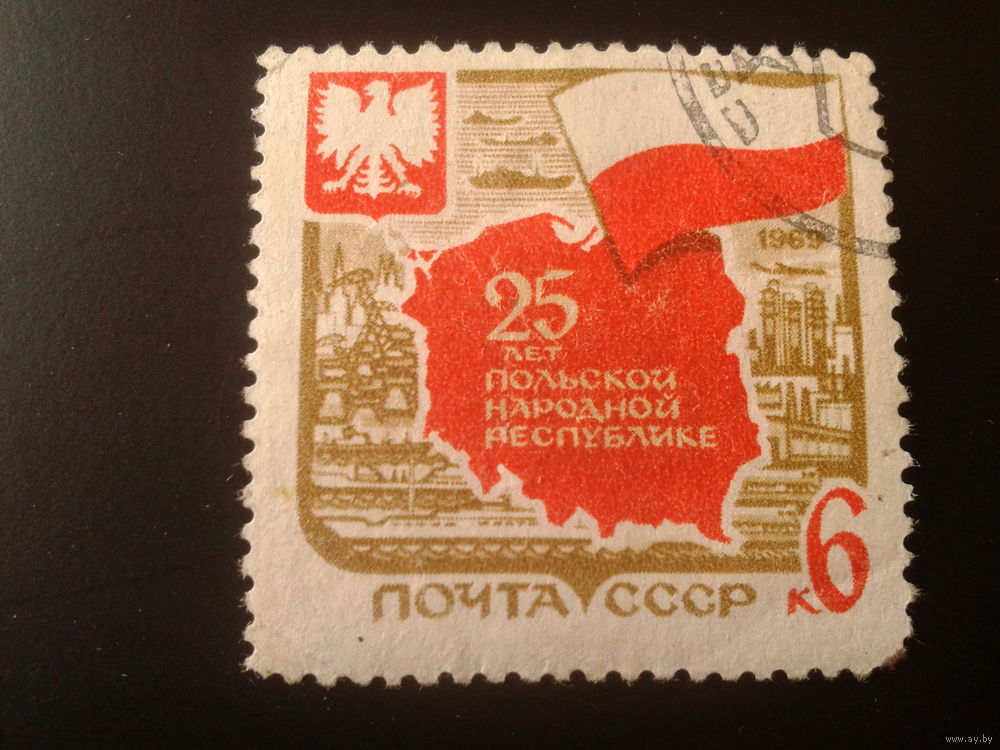 1969
25
ЛЕТ
ПОЛЬСКОЙ
НАРОДНОЙ
РЕСПУБЛИКЕ
ПОЧТА СССР
к6
www.ay.by